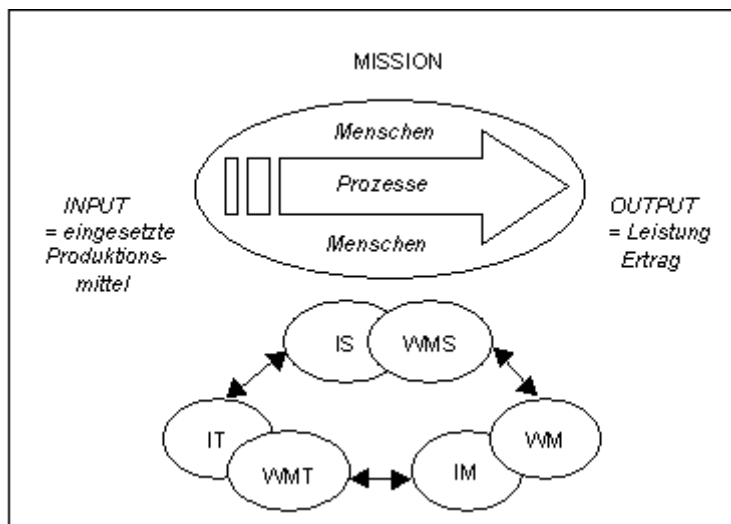 MISSION
Menschen
Prozesse
Menschen
INPUT
= eingesetzte
Produktions-
mittel
OUTPUT
= Leistung
Ertrag
IS
WMS
IT
WMT
IM
WM